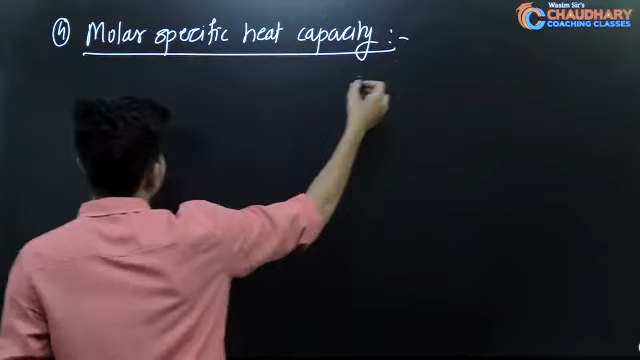 ④ Molar specific heat capacity :-
Wasim Sir's
CHAUDHARY
COACHING CLASSES